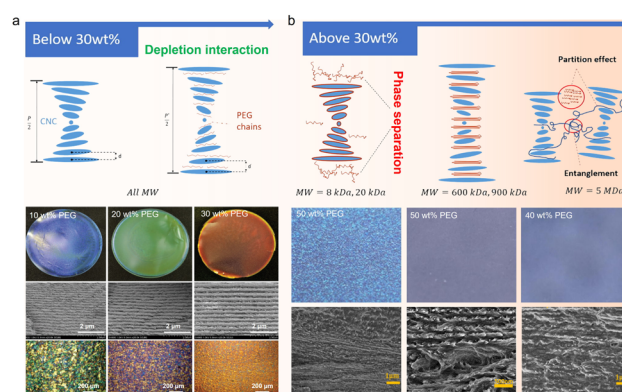 a
Below 30wt%
Depletion interaction
CNC
PEG
chains
d
d
All MW
10 wt% PEG
20 wt% PEG
30 wt% PEG
2 μm
2 μm
2 μm
200 μm
200 μm
200 μm
b
Above 30wt%
Phase separation
Partition effect
Entanglement
MW = 8 kDa, 20 kDa
MW = 600 kDa, 900 kDa
MW = 5 MDa
50 wt% PEG
50 wt% PEG
40 wt% PEG
1μm
1μm